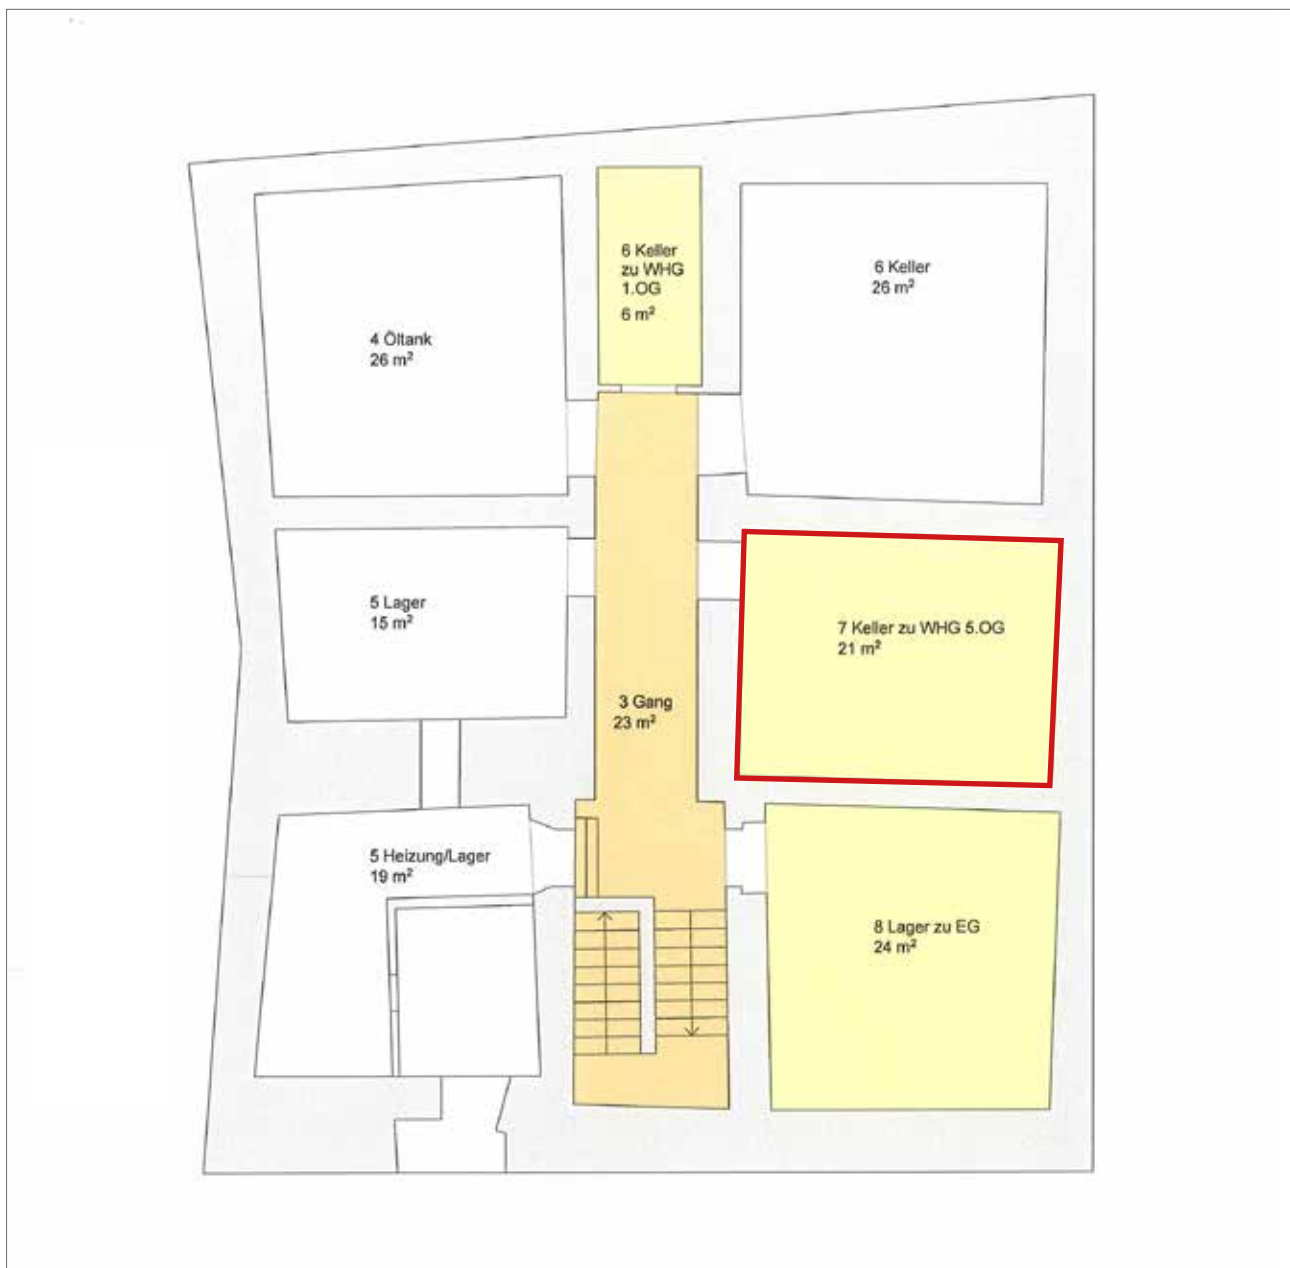 6 Keller
zu WHG
1.OG
6 m²
6 Keller
26 m²
4 Öltank
26 m²
5 Lager
15 m²
7 Keller zu WHG 5.OG
21 m²
3 Gang
23 m²
5 Heizung/Lager
19 m²
8 Lager zu EG
24 m²